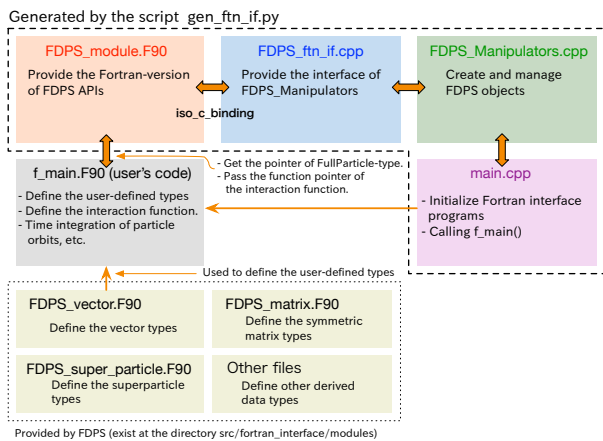 Generated by the script gen_ftn_if.py
FDPS_module.F90
Provide the Fortran-version
of FDPS APIs
FDPS_ftn_if.cpp
Provide the interface of
FDPS_Manipulators
FDPS_Manipulators.cpp
Create and manage
FDPS objects
iso_c_binding
- Get the pointer of FullParticle-type.
- Pass the function pointer
of the interaction function.
f_main.F90 (user's code)
- Define the user-defined types
- Define the interaction function.
- Time integration of particle
orbits, etc.
main.cpp
- Initialize Fortran interface
programs
- Calling f_main()
Used to define the user-defined types
FDPS_vector.F90
Define the vector types
FDPS_matrix.F90
Define the symmetric
matrix types
FDPS_super_particle.F90
Define the superparticle
types
Other files
Define other derived
data types
Provided by FDPS (exist at the directory src/fortran_interface/modules)